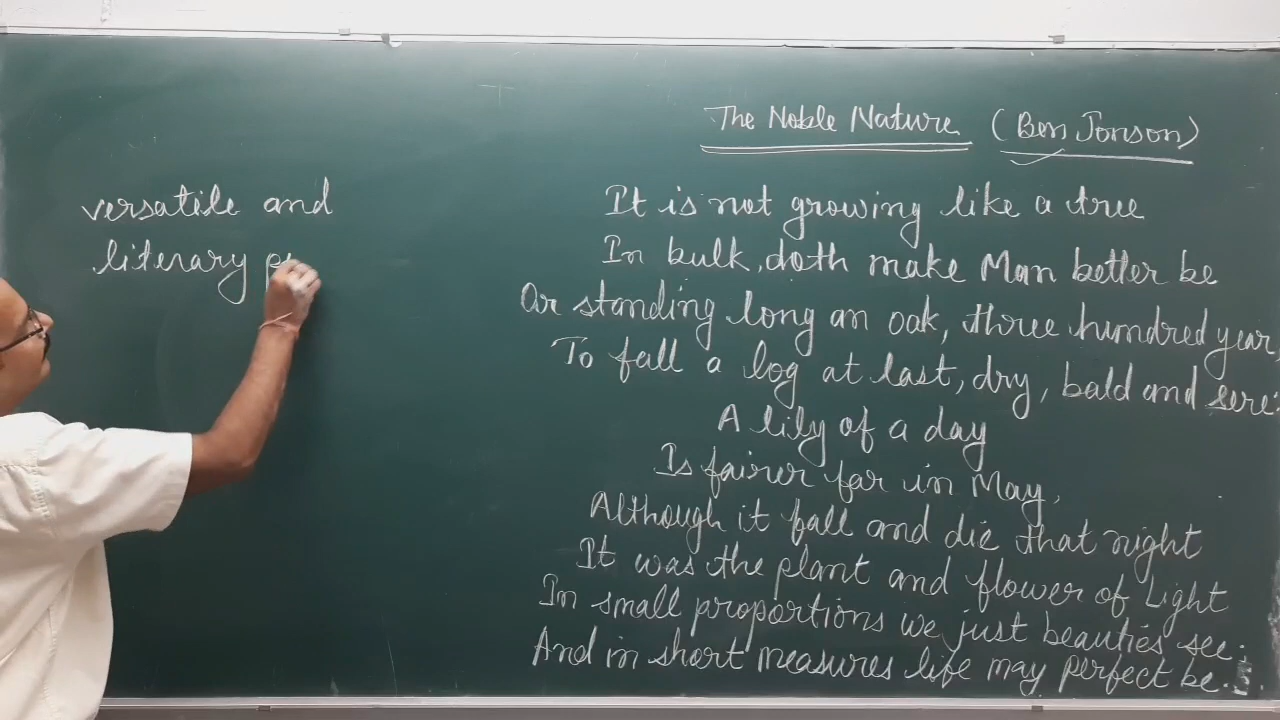 versatile and
literary
The Noble Nature (Ben Jonson)
It is not growing like a tree
In bulk, doth make Man better be
Or standing long an oak, three hundred year
To fall a log at last, dry, bald and sere
A lily of a day
Is fairer far in May,
Although it fall and die that night
It was the plant and flower of Light
In small proportions we just beauties see.
And in short measures life may perfect be.